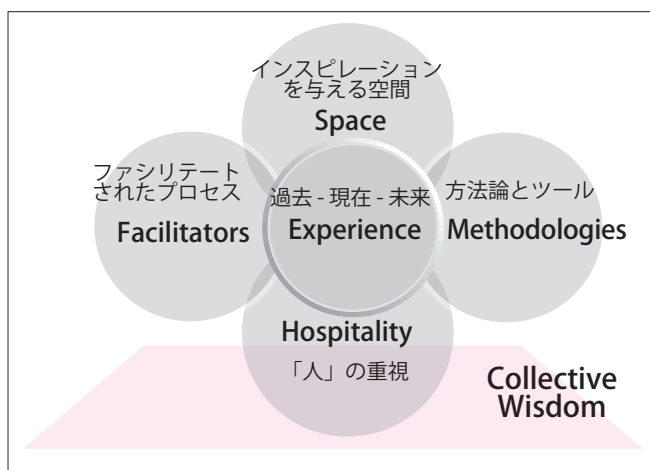 インスピレーション
を与える空間
Space
ファシリテート
されたプロセス
Facilitators
過去 - 現在 - 未来
Experience
方法論とツール
Methodologies
Hospitality
「人」の重視
Collective
Wisdom